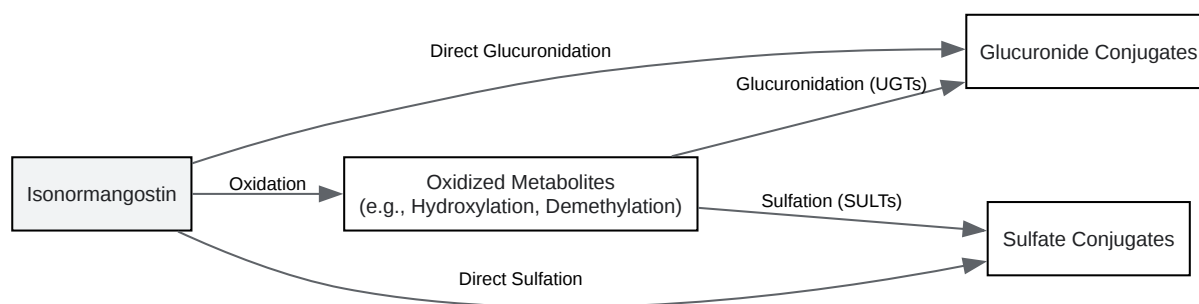 Direct Glucuronidation
Glucuronide Conjugates
Glucuronidation (UGTs)
Isonormangostin
Oxidation
Oxidized Metabolites
(e.g., Hydroxylation, Demethylation)
Sulfation (SULTs)
Sulfate Conjugates
Direct Sulfation